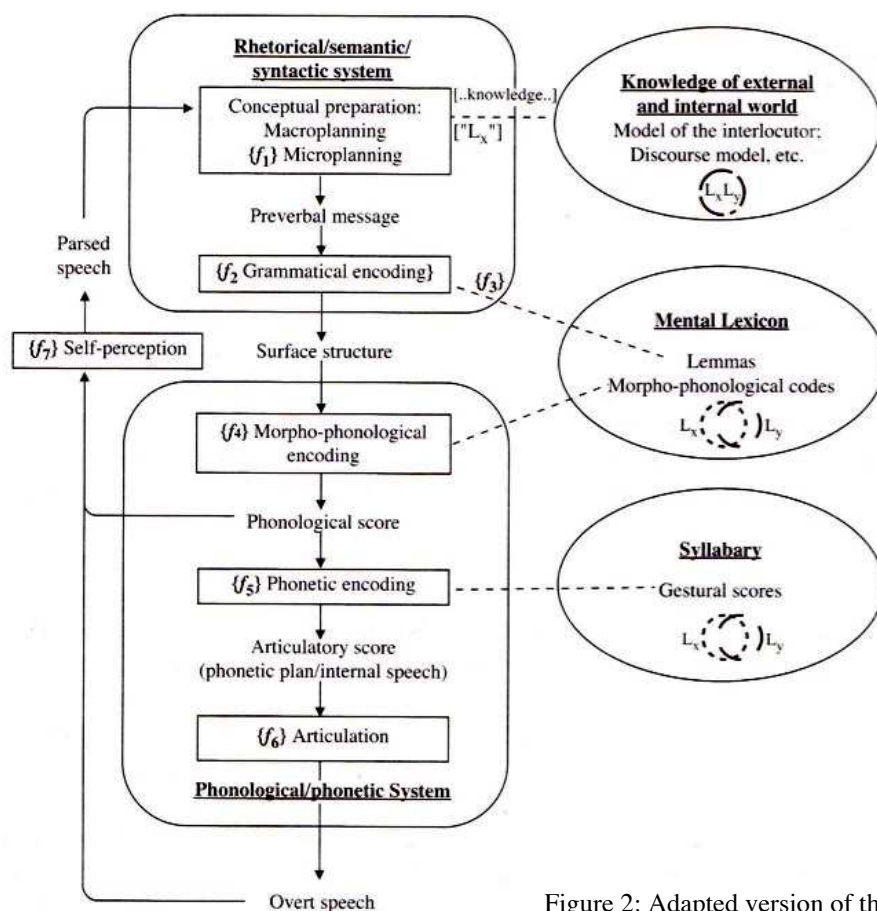 Rhetorical/semantic/
syntactic system
Conceptual preparation:
Macroplanning
{f1} Microplanning
[..knowledge..]
["Lx"]
Knowledge of external
and internal world
Model of the interlocutor:
Discourse model, etc.
LxLy
Preverbal message
Parsed
speech
{f2 Grammatical encoding}
{f3}
Mental Lexicon
Lemmas
Morpho-phonological codes
Lx Ly
{f7} Self-perception
Surface structure
{f4} Morpho-phonological
encoding
Phonological score
Syllabary
Gestural scores
Lx Ly
{f5} Phonetic encoding
Articulatory score
(phonetic plan/internal speech)
{f6} Articulation
Phonological/phonetic System
Overt speech
Figure 2: Adapted version of th